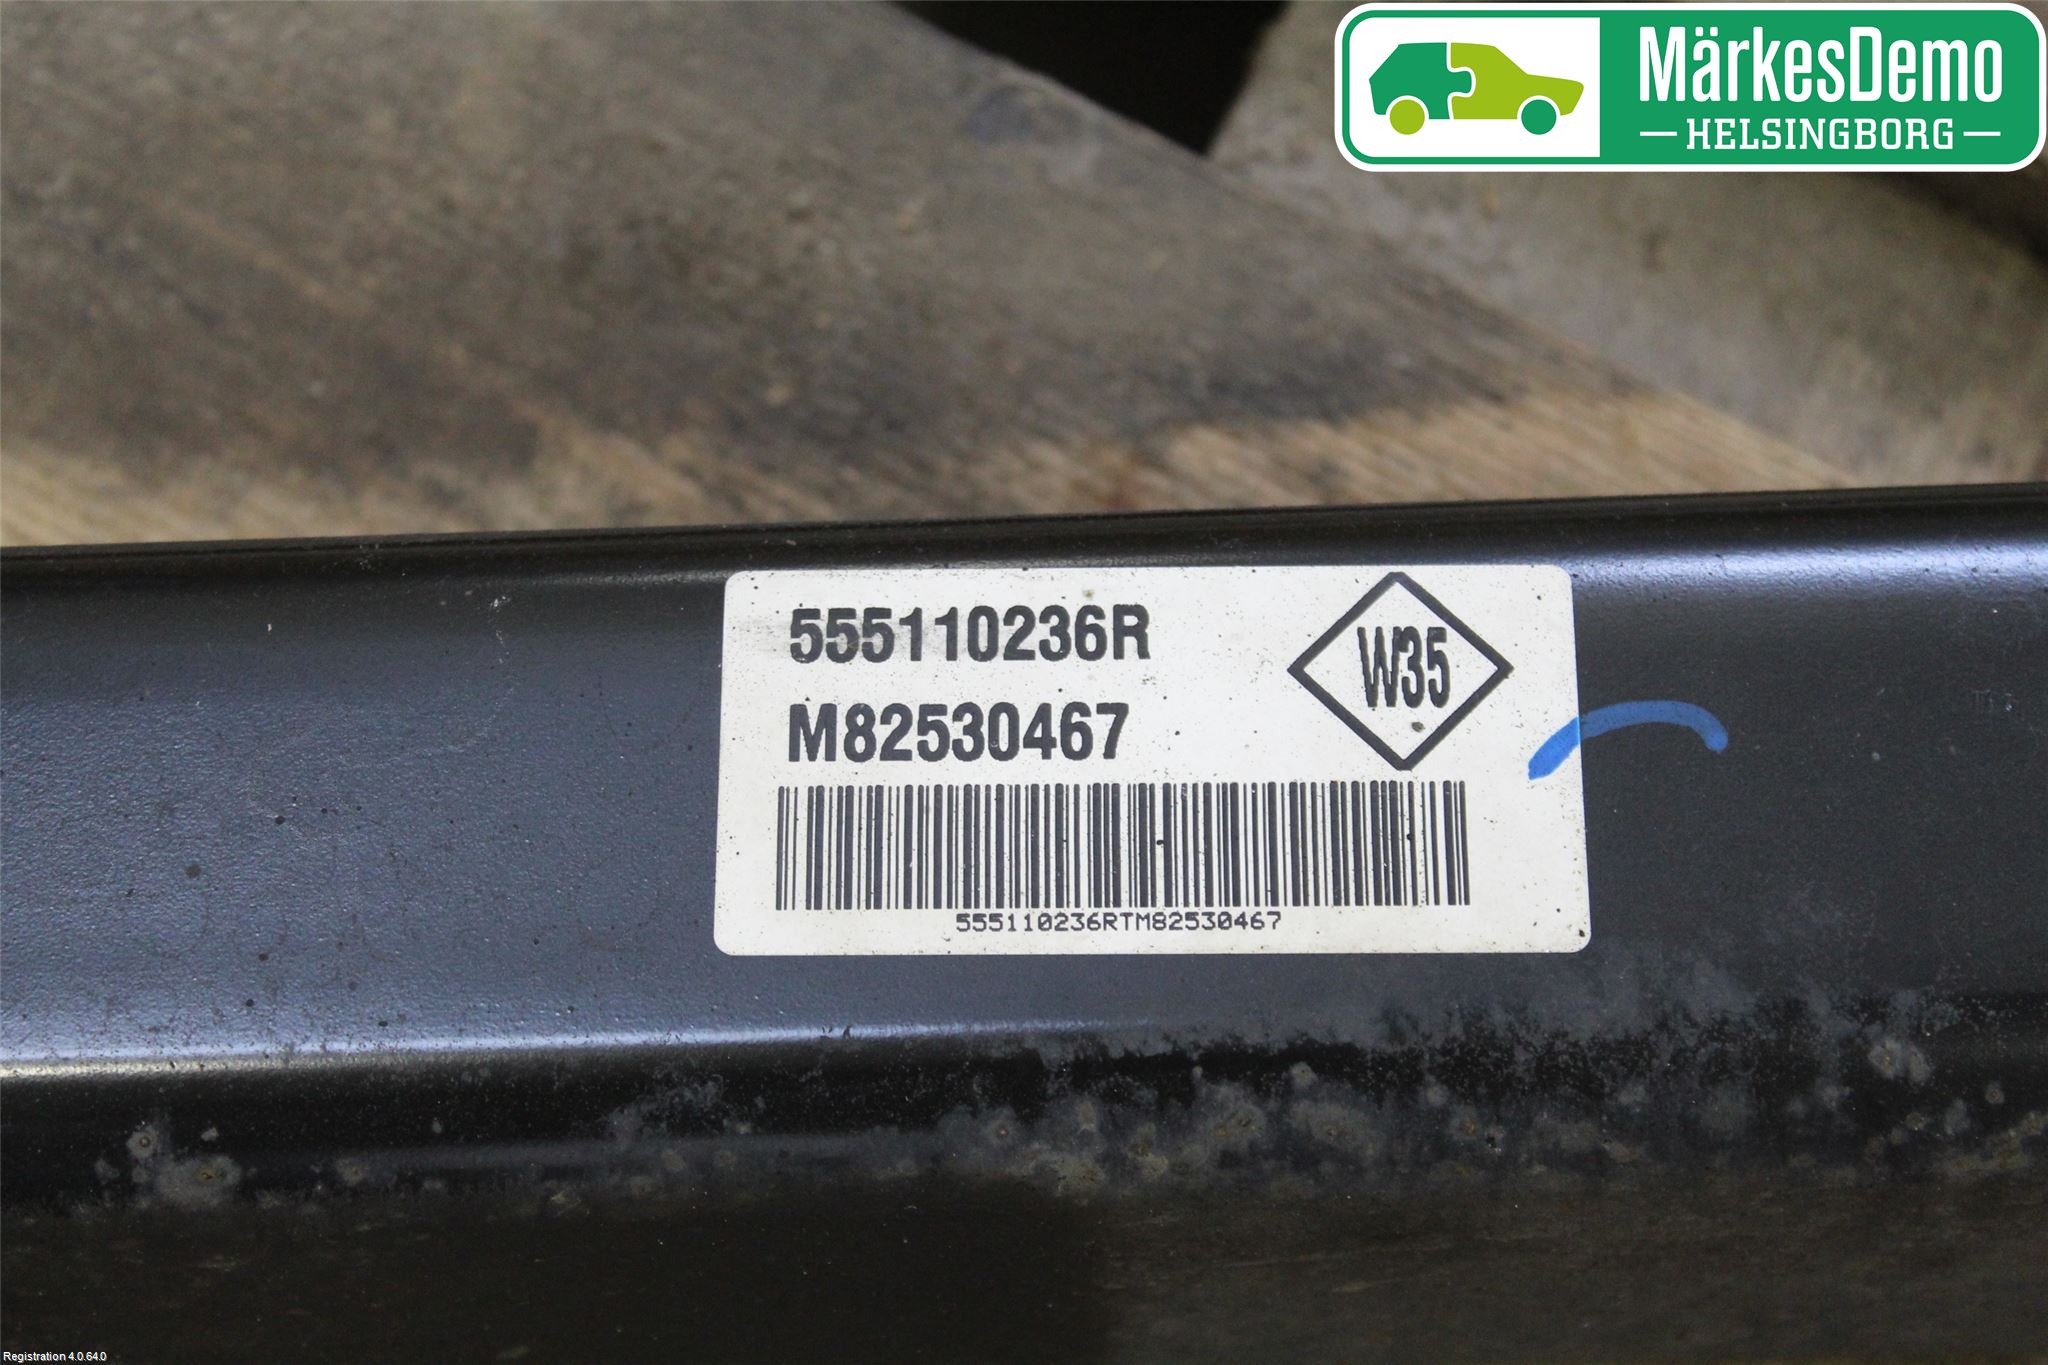 MärkesDemo
HELSINGBORG
555110236R
W35
M82530467
555110236RTM82530467
Registration 4.0.64.0